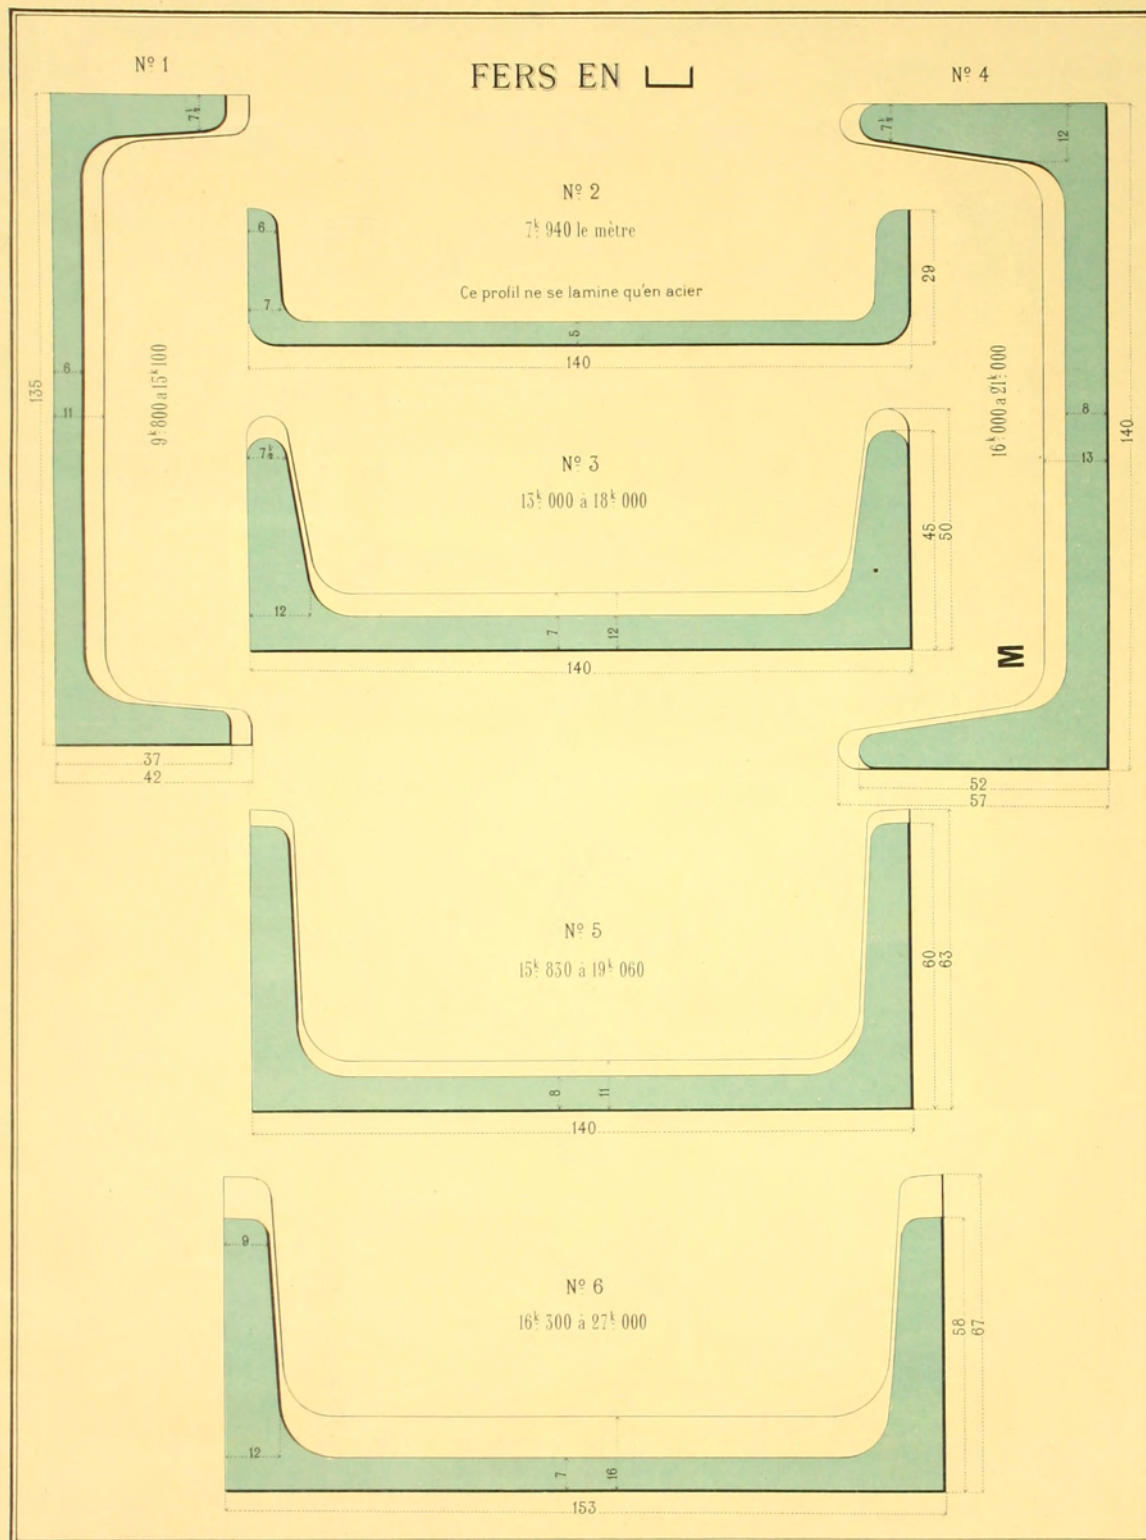 FERS EN
Nº 1
7½
135
6
11
9k 800 a 15k 100
37
42
Nº 2
7k 940 le mètre
Ce profil ne se lamine qu'en acier
6
7
5
29
140
Nº 3
13k 000 à 18k 000
7½
12
7
12
45
50
140
Nº 4
7½
12
16k 000 a 21k 000
8
13
140
M
52
57
Nº 5
15k 830 à 19k 060
8
11
60
63
140
Nº 6
16k 300 à 27k 000
9
12
7
16
58
67
153